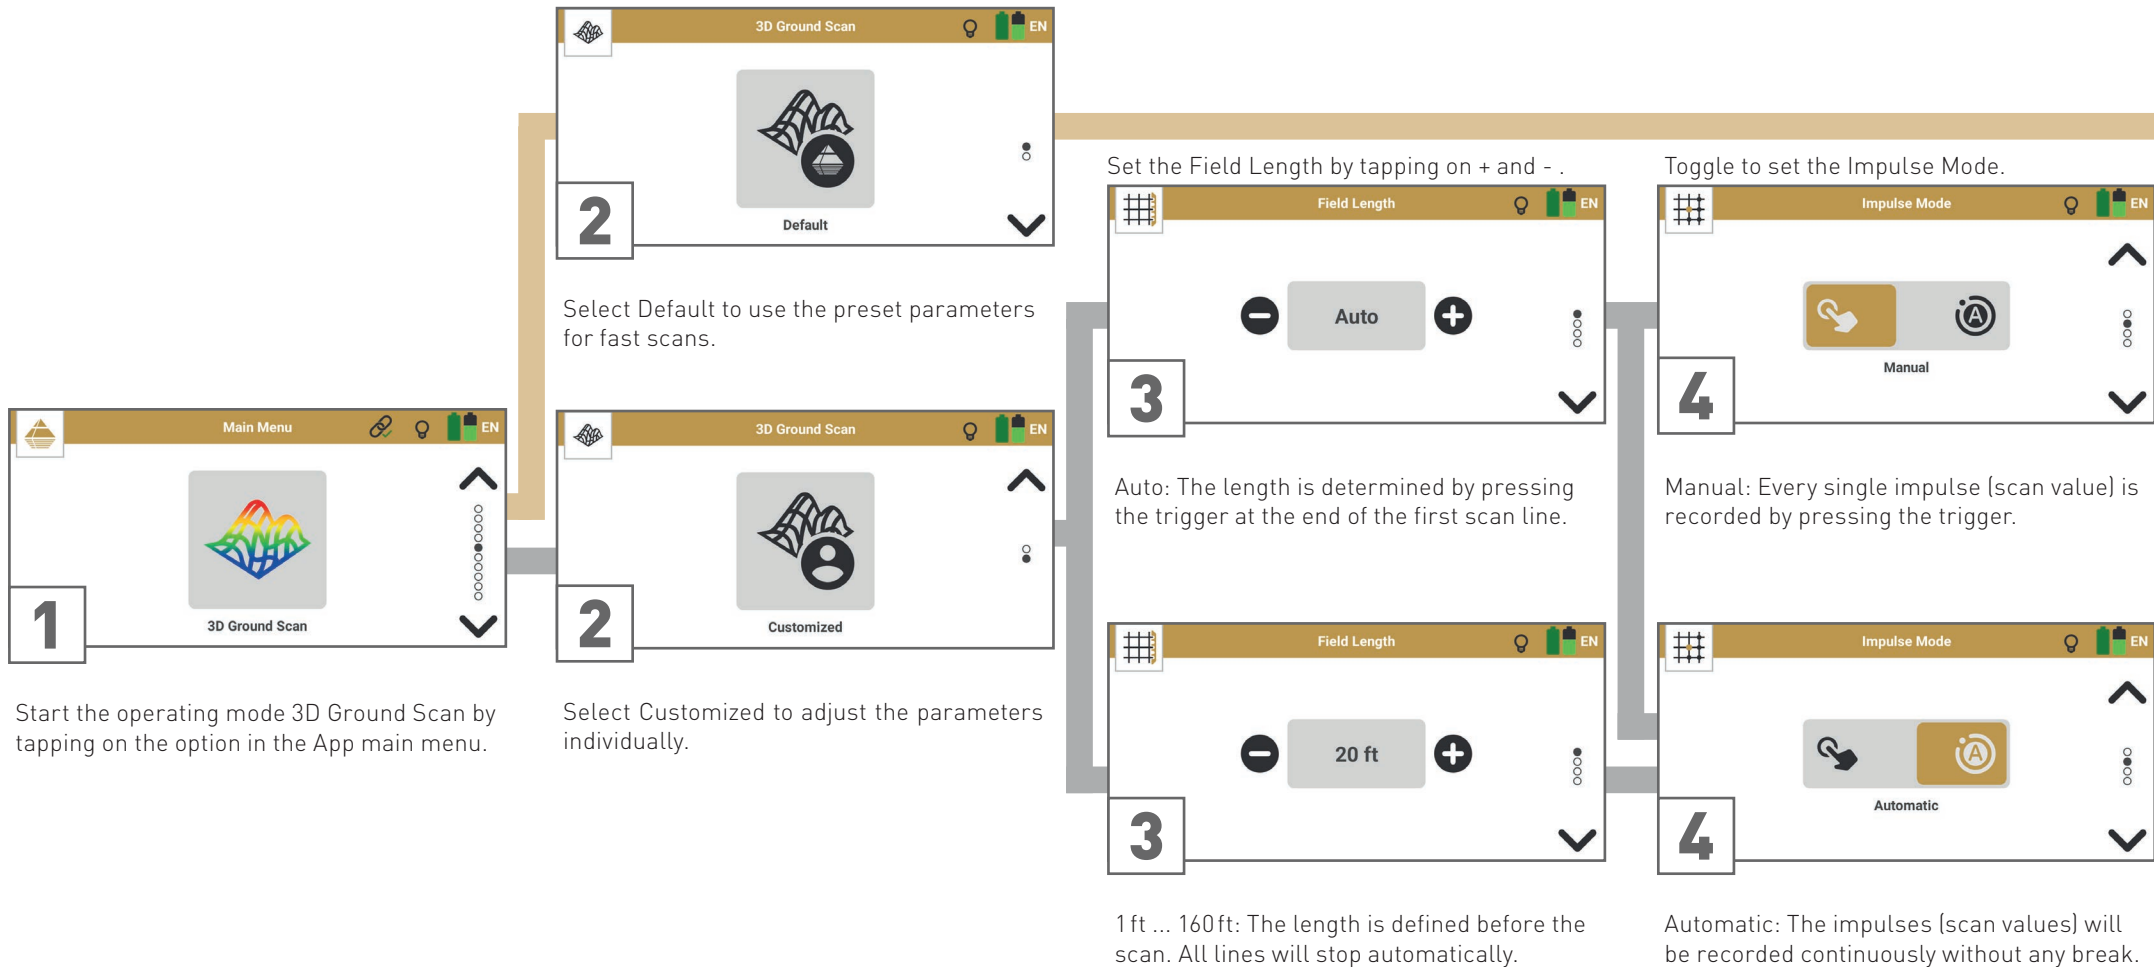 Main Menu
EN
3D Ground Scan
1
Start the operating mode 3D Ground Scan by
tapping on the option in the App main menu.
3D Ground Scan
EN
Default
2
Select Default to use the preset parameters
for fast scans.
3D Ground Scan
EN
Customized
2
Select Customized to adjust the parameters
individually.
Set the Field Length by tapping on + and - .
Field Length
EN
Auto
3
Auto: The length is determined by pressing
the trigger at the end of the first scan line.
Field Length
EN
20 ft
3
1 ft ... 160 ft: The length is defined before the
scan. All lines will stop automatically.
Toggle to set the Impulse Mode.
Impulse Mode
EN
A
Manual
4
Manual: Every single impulse (scan value) is
recorded by pressing the trigger.
Impulse Mode
EN
A
Automatic
4
Automatic: The impulses (scan values) will
be recorded continuously without any break.